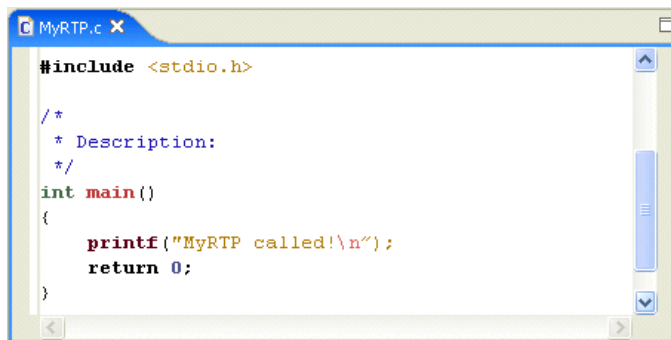 MyRTP.c
#include <stdio.h>
/*
 * Description:
 */
int main()
{
    printf("MyRTP called!\n");
    return 0;
}